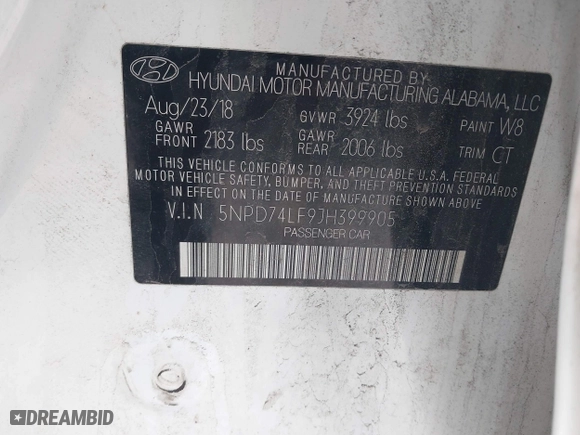 MANUFACTURED BY
HYUNDAI MOTOR MANUFACTURING ALABAMA, LLC
Aug/23/18 GVWR 3924 lbs PAINT W8
GAWR FRONT 2183 lbs GAWR REAR 2006 lbs TRIM CT
THIS VEHICLE CONFORMS TO ALL APPLICABLE U.S.A. FEDERAL
MOTOR VEHICLE SAFETY, BUMPER, AND THEFT PREVENTION STANDARDS
IN EFFECT ON THE DATE OF MANUFACTURE SHOWN ABOVE.
V.I.N 5NPD74LF9JH399905
PASSENGER CAR
DREAMBID